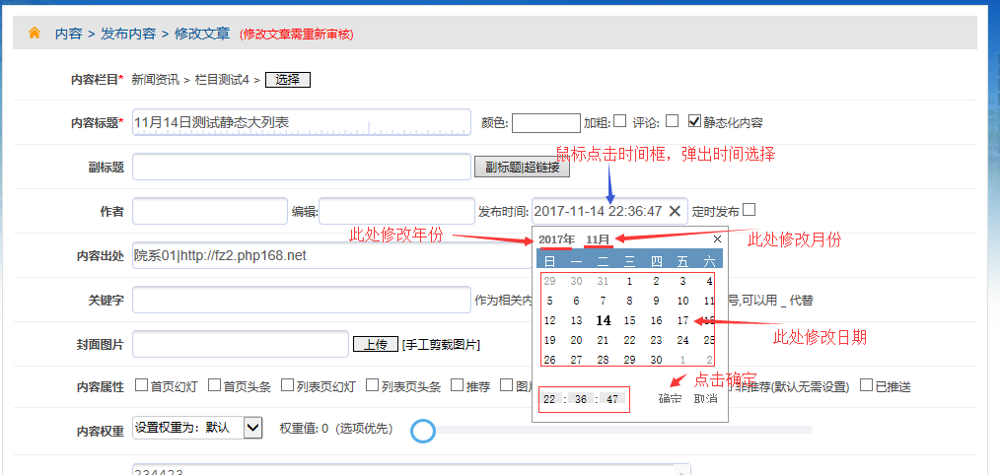 内容 > 发布内容 > 修改文章 (修改文章需重新审核)
内容栏目* 新闻资讯 > 栏目测试4 > 选择
内容标题* 11月14日测试静态大列表 颜色: 加粗: 评论: 静态化内容
鼠标点击时间框，弹出时间选择
副标题 副标题|超链接
作者 编辑: 发布时间: 2017-11-14 22:36:47 ✕ 定时发布
此处修改年份 2017年 11月 × 此处修改月份
内容出处 院系01|http://fz2.php168.net
日 一 二 三 四 五 六
29 30 31 1 2 3 4
关键字 作为相关内 号,可以用 _ 代替
5 6 7 8 9 10 11
12 13 14 15 16 17 18
此处修改日期
封面图片 上传 [手工剪裁图片]
19 20 21 22 23 24 25
26 27 28 29 30 1 2
点击确定
内容属性 首页幻灯 首页头条 列表页幻灯 列表页头条 推荐 图 非推荐(默认无需设置) 已推送
22 : 36 : 47 确定 取消
内容权重 设置权重为：默认 权重值: 0 (选项优先)
234423